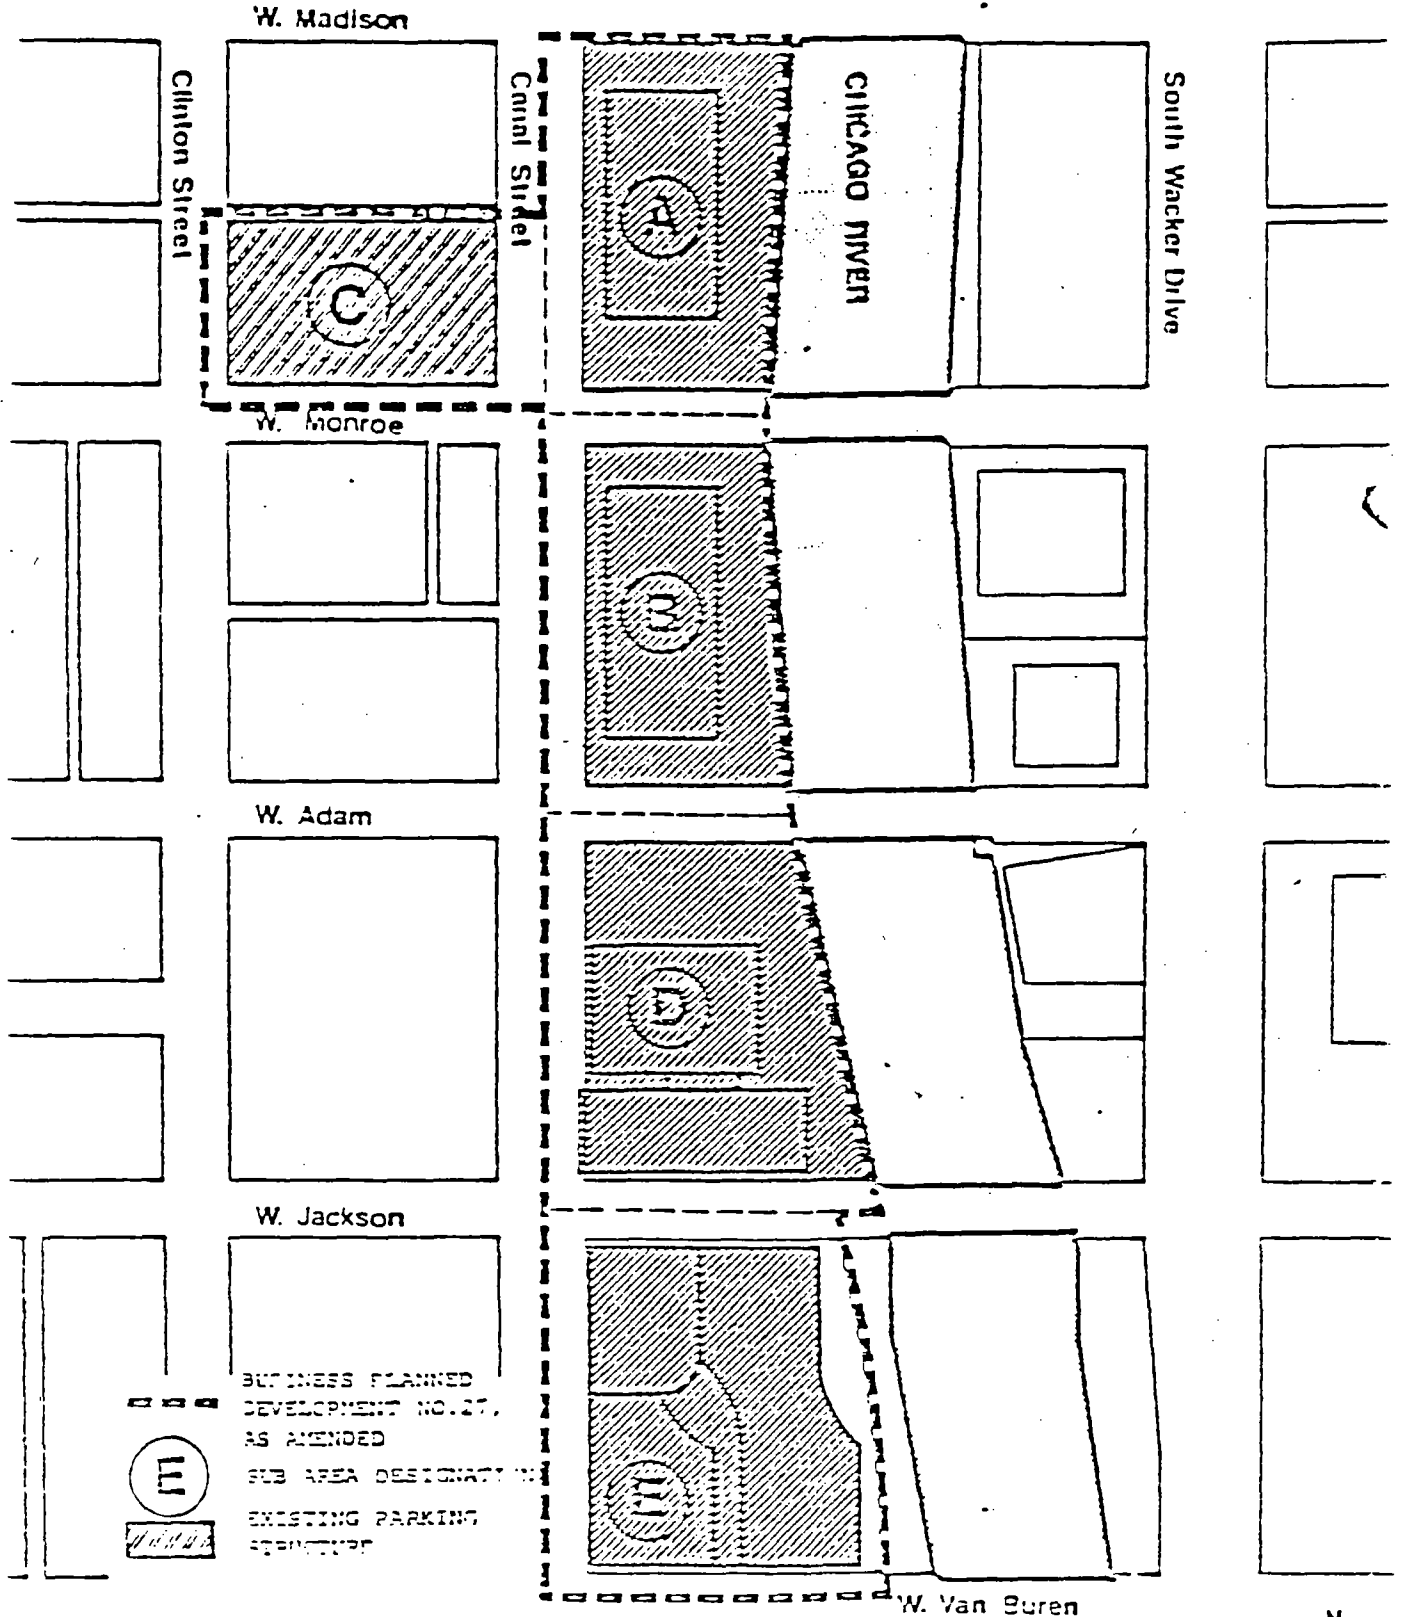 W. Madison
Clinton Street
Canal Street
CHICAGO RIVER
South Wacker Drive
A
C
W. Monroe
B
W. Adam
D
W. Jackson
BUSINESS PLANNED
DEVELOPMENT NO.27,
AS AMENDED
E
SUB AREA DESIGNATION
EXISTING PARKING
STRUCTURE
E
W. Van Buren
N